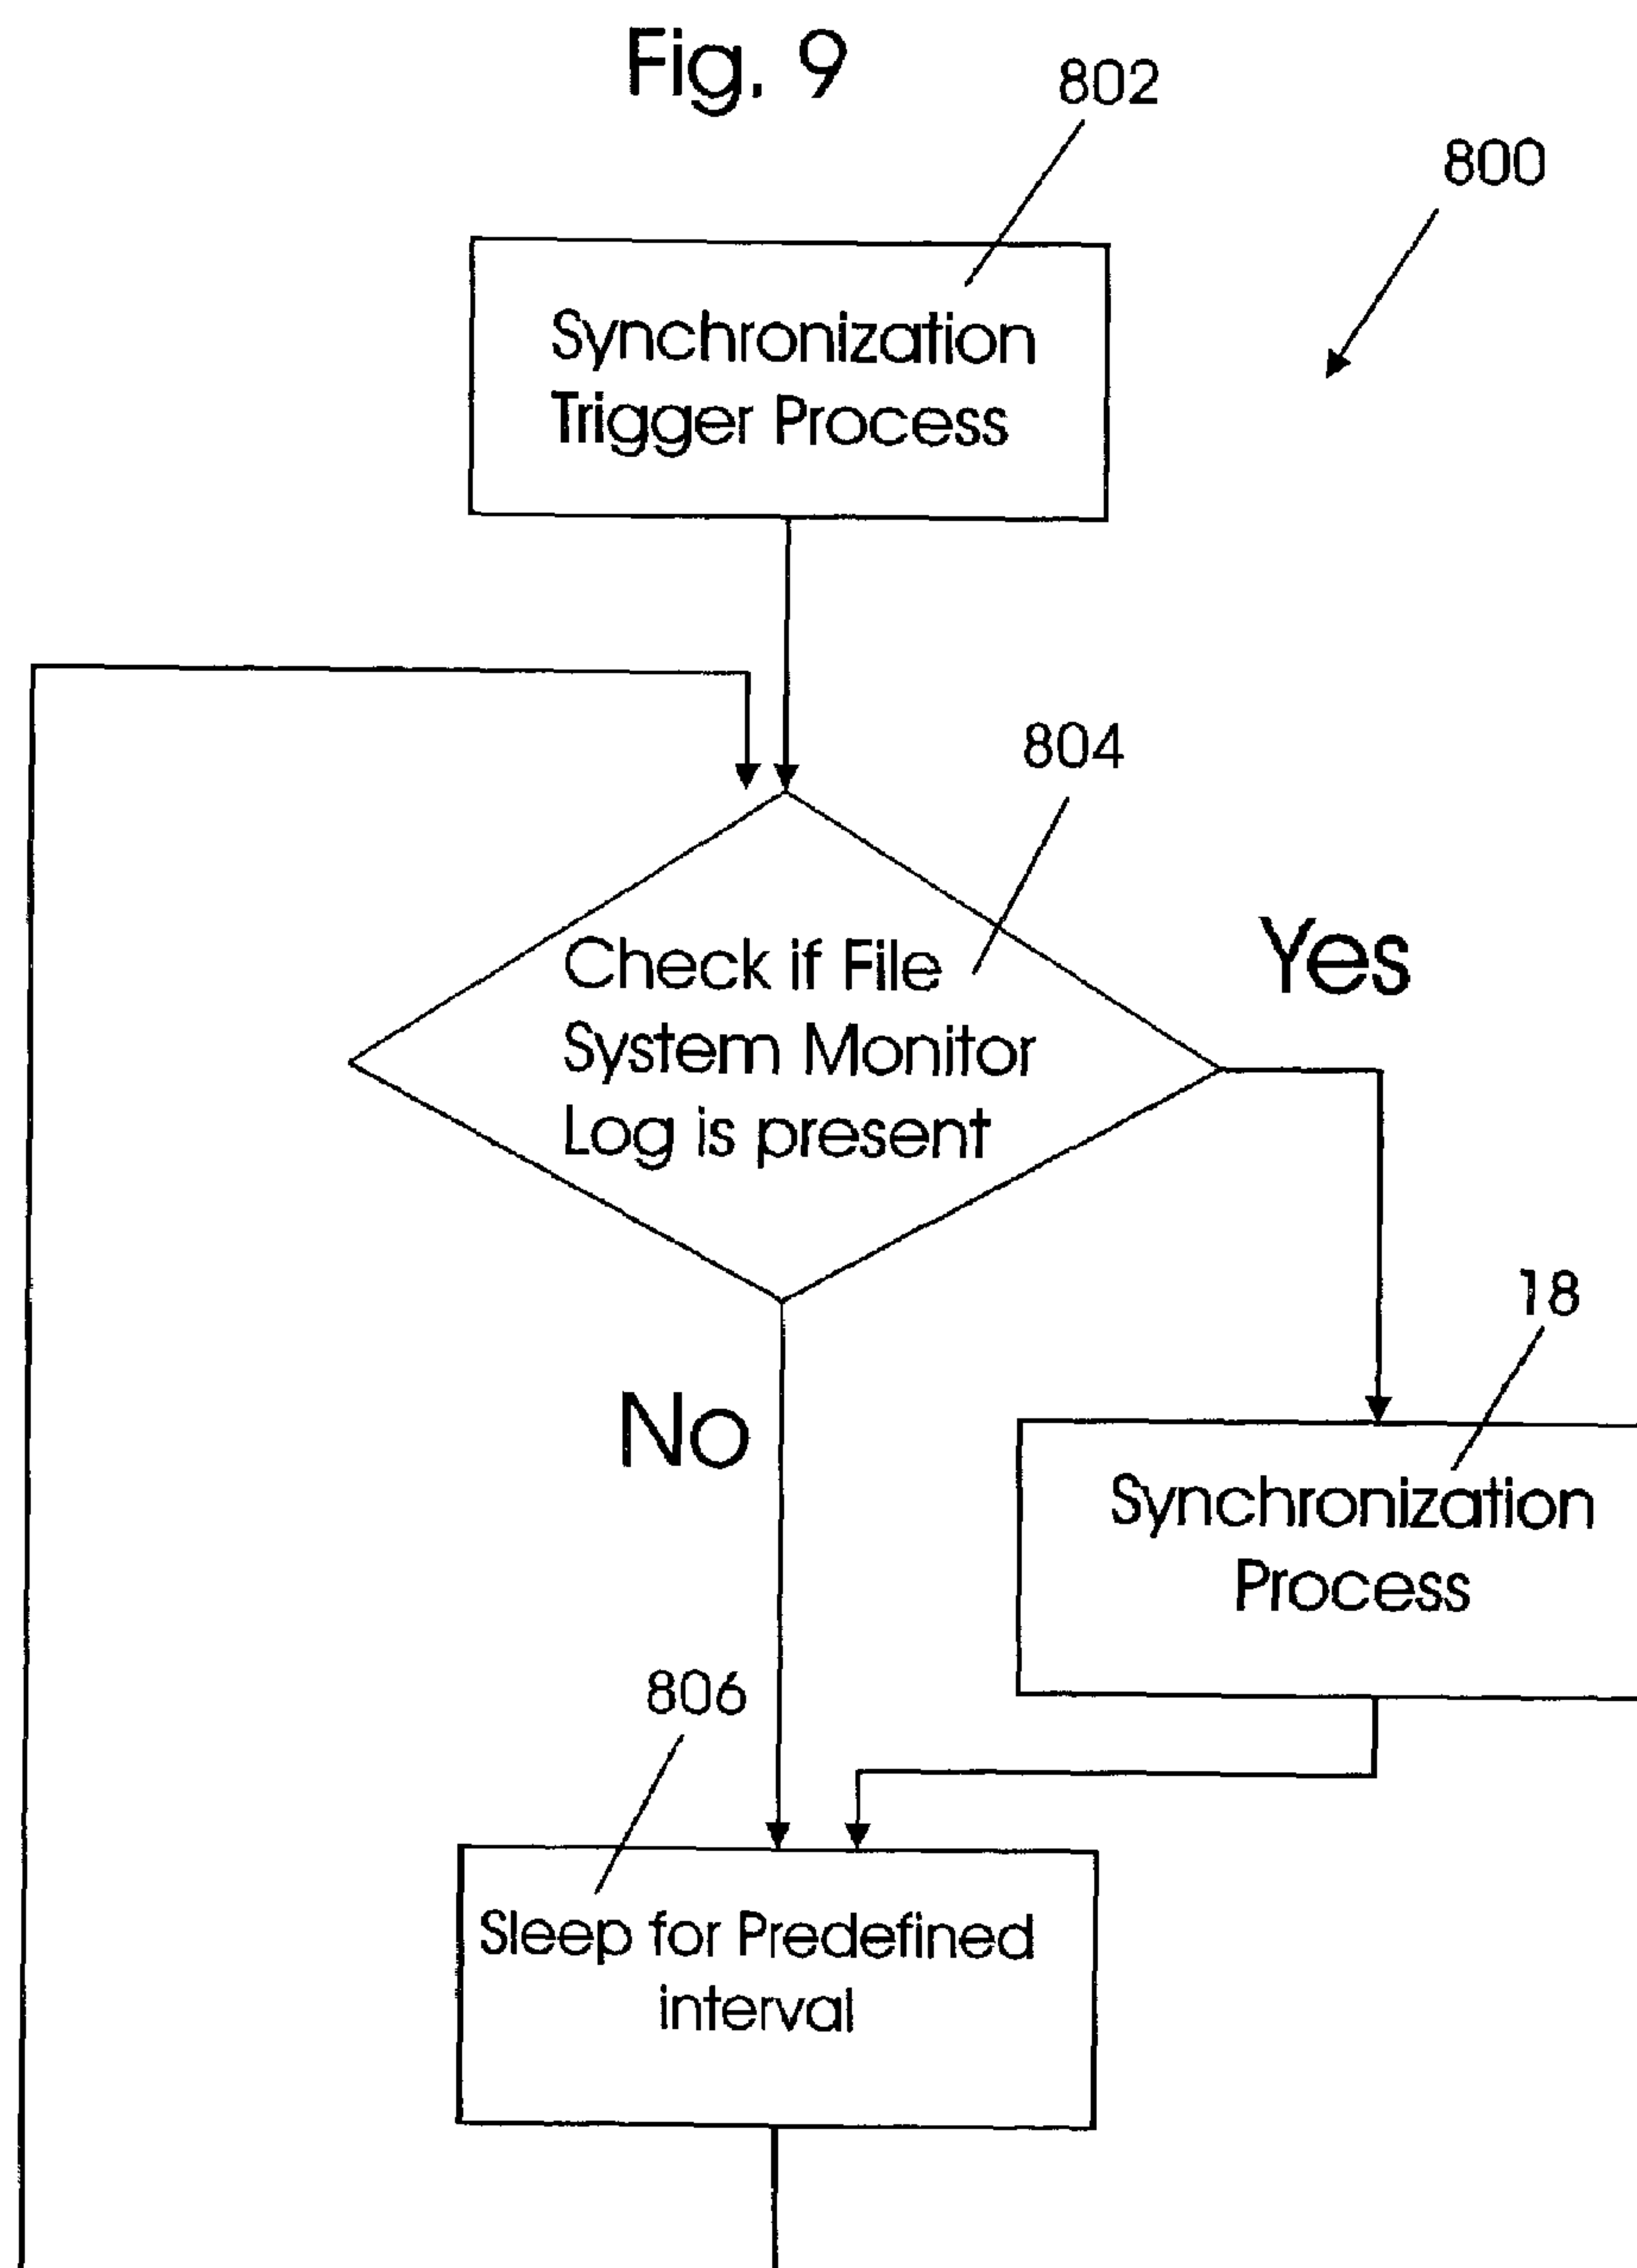 Fig. 9
802
800
Synchronization
Trigger Process
804
Check if File
System Monitor
Log is present
Yes
No
18
Synchronization
Process
806
Sleep for Predefined
interval